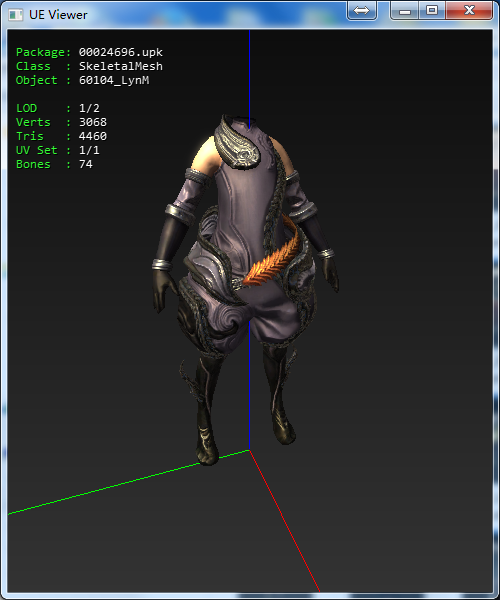 UE Viewer
Package: 00024696.upk
Class : SkeletalMesh
Object : 60104_LynM
LOD : 1/2
Verts : 3068
Tris : 4460
UV Set : 1/1
Bones : 74